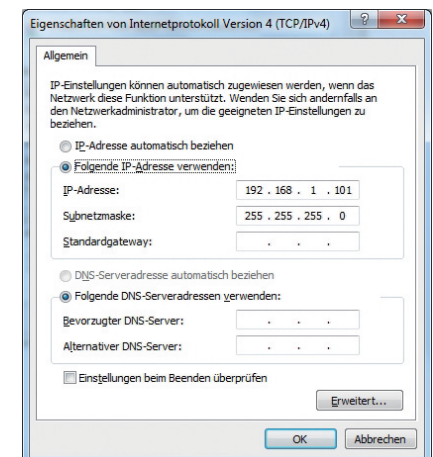 Eigenschaften von Internetprotokoll Version 4 (TCP/IPv4)
Allgemein
IP-Einstellungen können automatisch zugewiesen werden, wenn das
Netzwerk diese Funktion unterstützt. Wenden Sie sich andernfalls an
den Netzwerkadministrator, um die geeigneten IP-Einstellungen zu
beziehen.
IP-Adresse automatisch beziehen
Folgende IP-Adresse verwenden:
IP-Adresse: 192 . 168 . 1 . 101
Subnetzmaske: 255 . 255 . 255 . 0
Standardgateway: . . .
DNS-Serveradresse automatisch beziehen
Folgende DNS-Serveradressen verwenden:
Bevorzugter DNS-Server: . . .
Alternativer DNS-Server: . . .
Einstellungen beim Beenden überprüfen
Erweitert...
OK Abbrechen